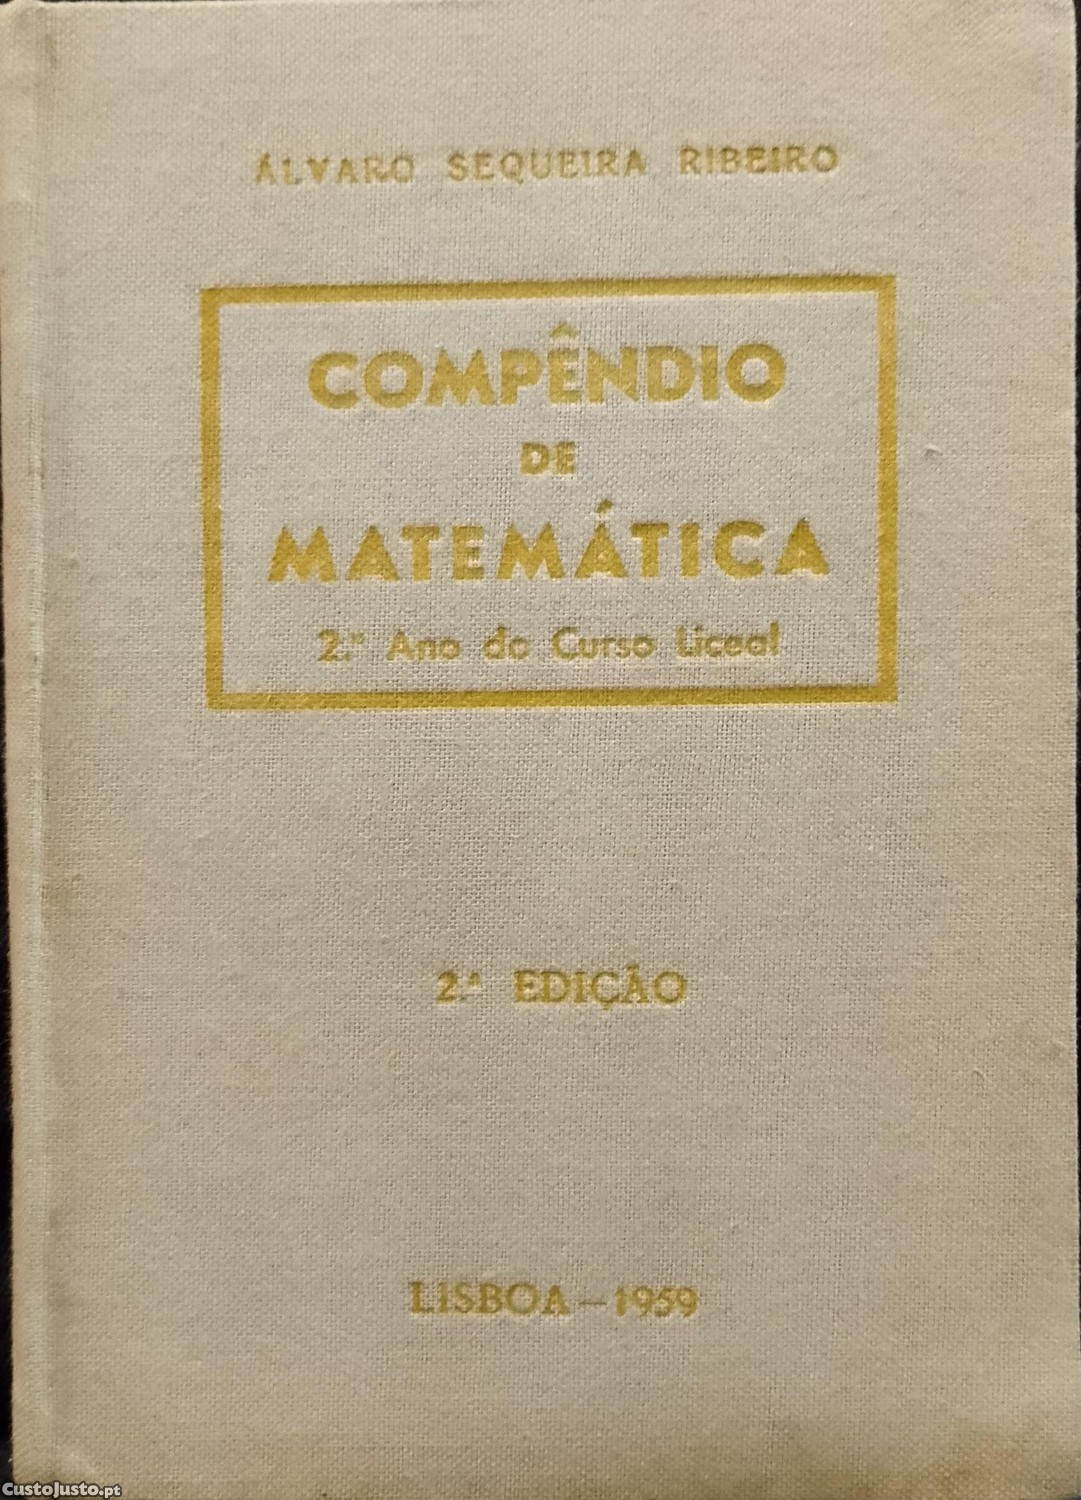 ÁLVARO SEQUEIRA RIBEIRO
COMPÊNDIO
DE
MATEMÁTICA
2.º Ano do Curso Liceal
2.ª EDIÇÃO
LISBOA — 1959
CustoJusto.pt